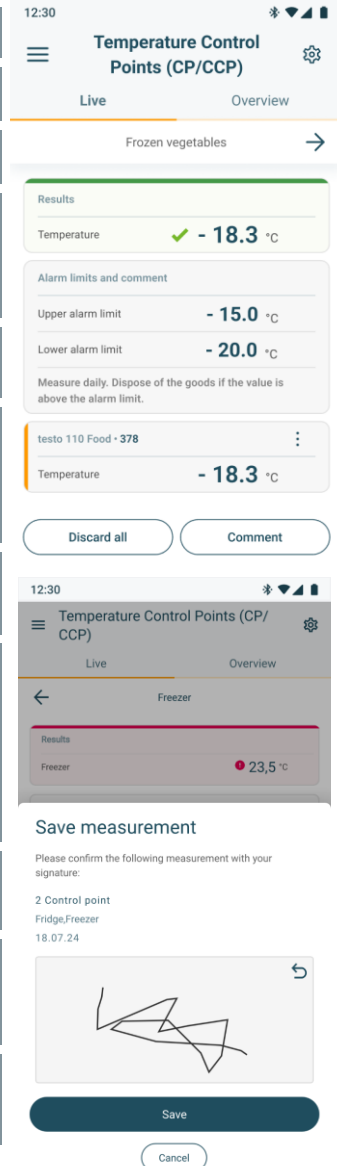 12:30
Temperature Control
Points (CP/CCP)
Live Overview
Frozen vegetables
Results
Temperature - 18.3 °C
Alarm limits and comment
Upper alarm limit - 15.0 °C
Lower alarm limit - 20.0 °C
Measure daily. Dispose of the goods if the value is
above the alarm limit.
testo 110 Food • 378
Temperature - 18.3 °C
Discard all Comment
12:30
Temperature Control Points (CP/
CCP)
Live Overview
Freezer
Results
Freezer 23,5 °C
Save measurement
Please confirm the following measurement with your
signature:
2 Control point
Fridge,Freezer
18.07.24
Save
Cancel